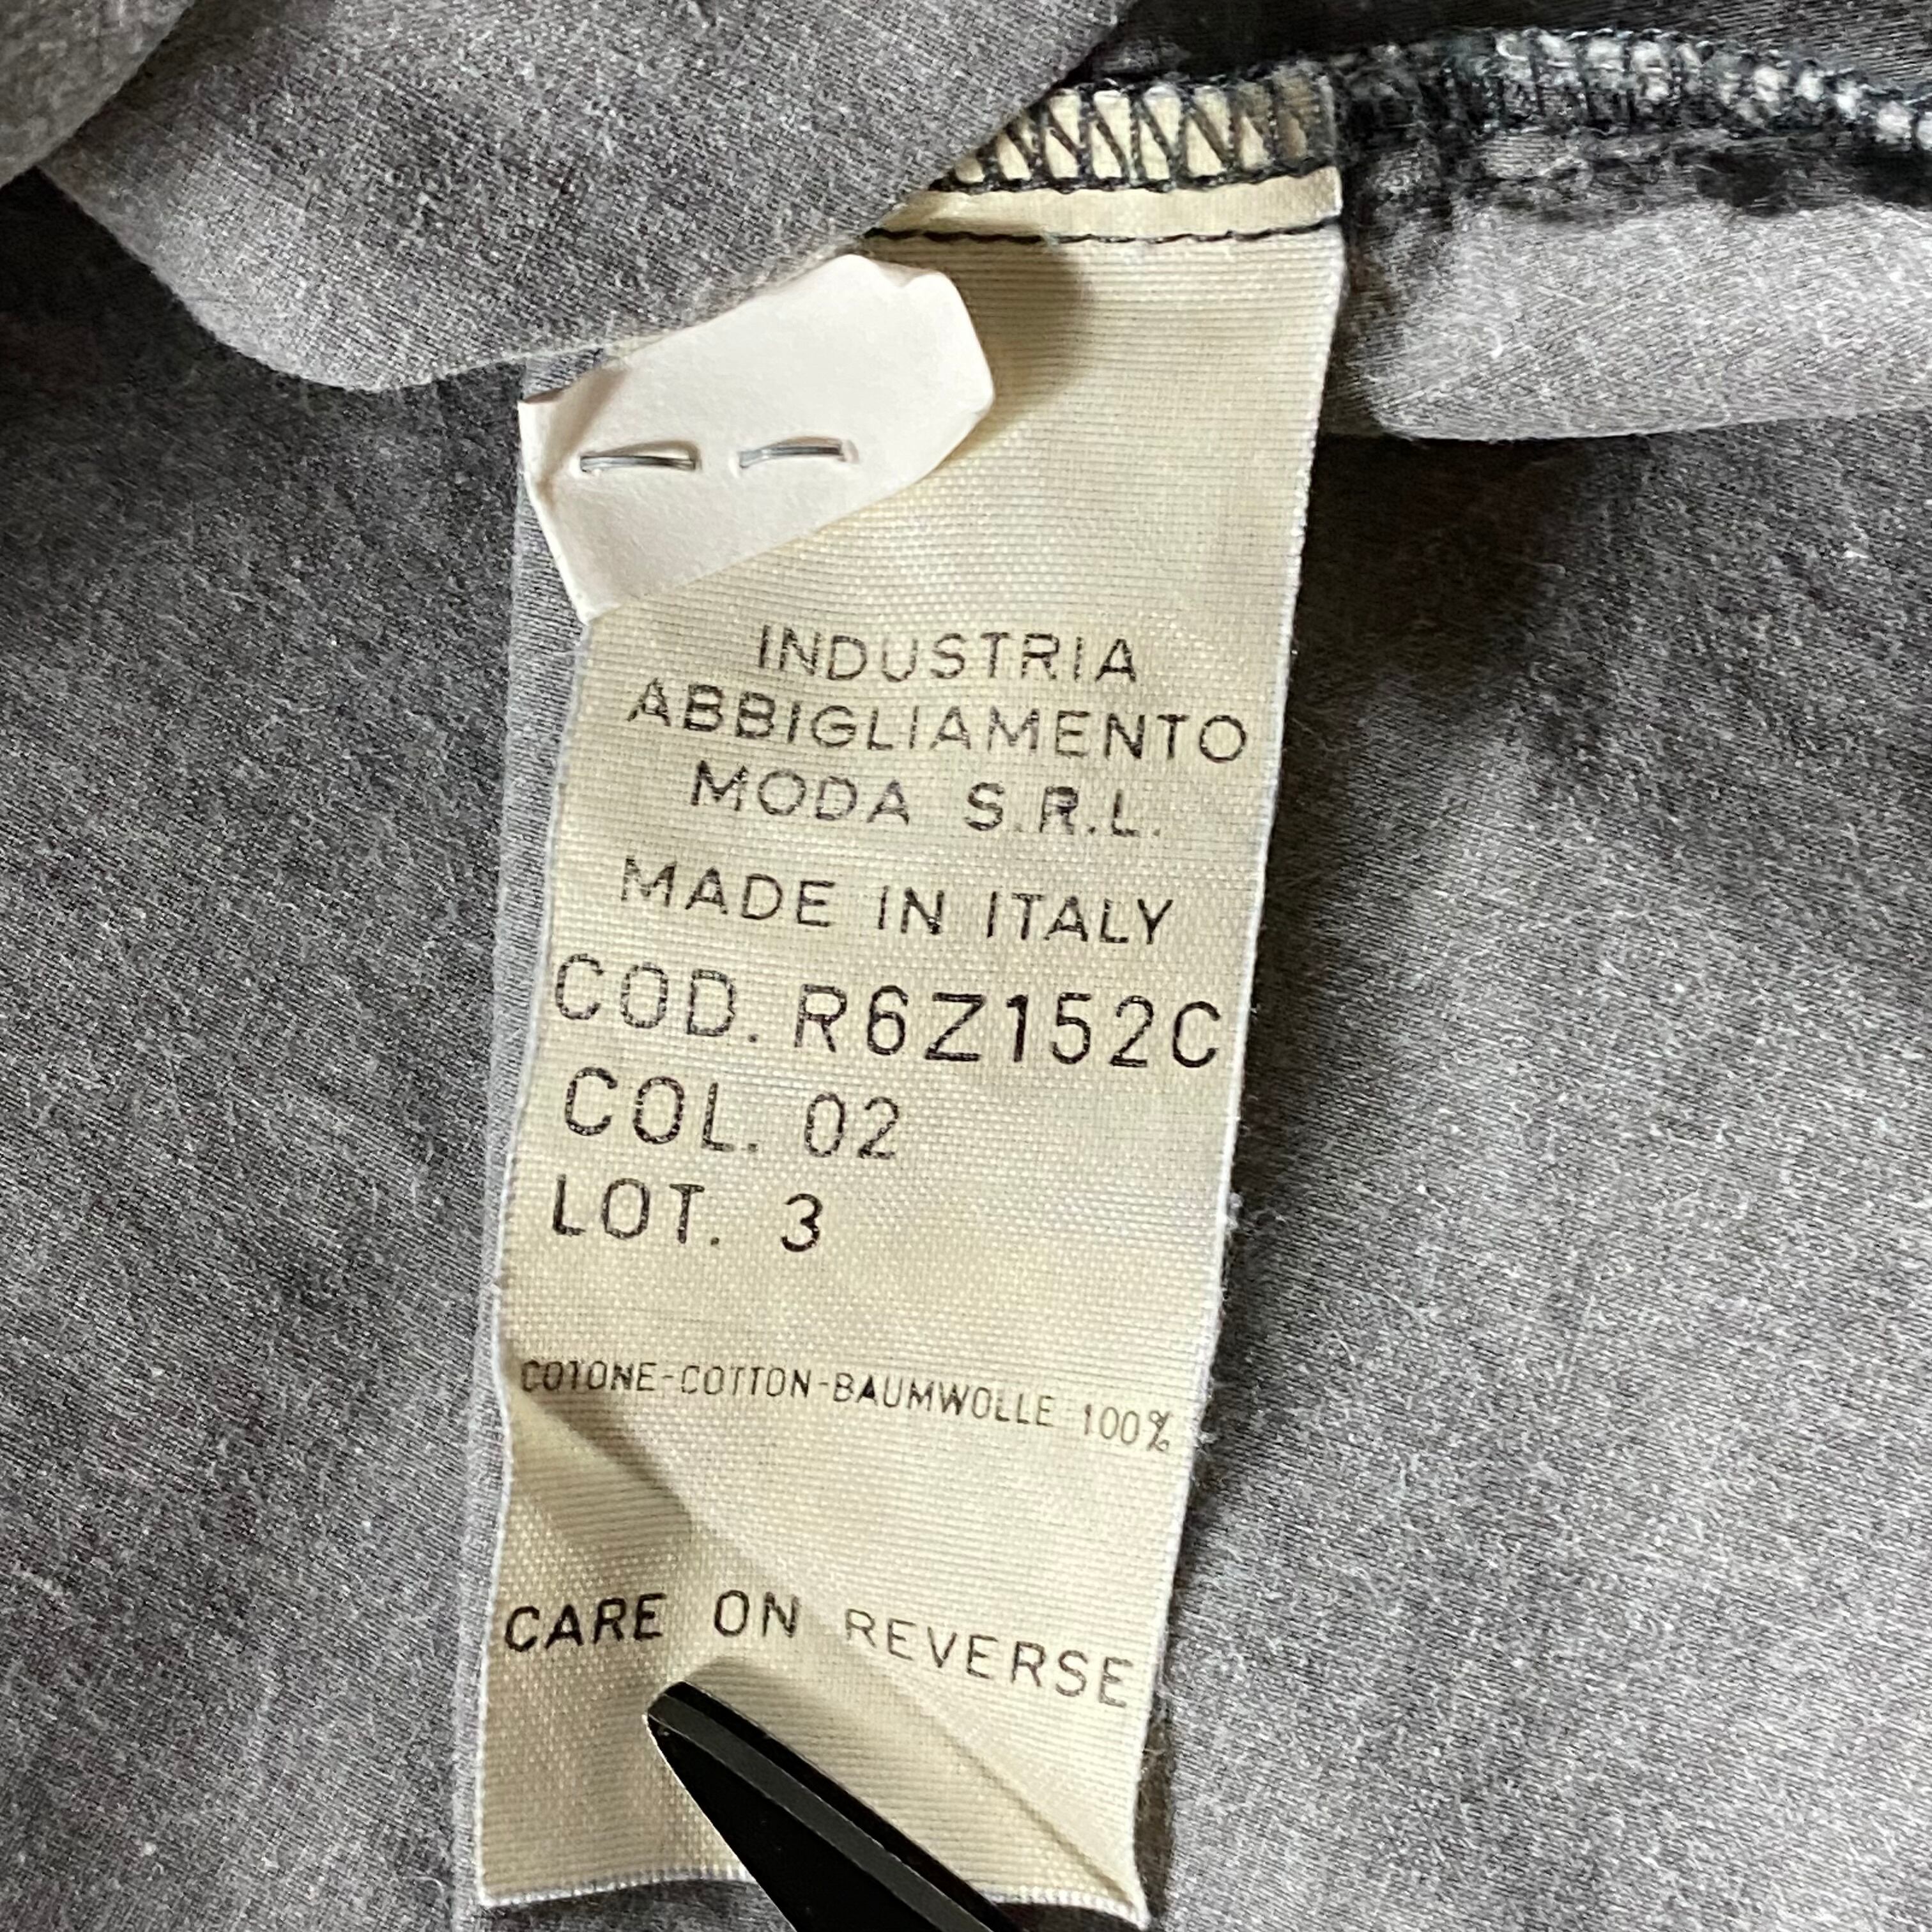 INDUSTRIA
ABBIGLIAMENTO
MODA S.R.L.
MADE IN ITALY
COD. R6Z152C
COL. 02
LOT. 3
COTONE-COTTON-BAUMWOLLE 100%
CARE ON REVERSE